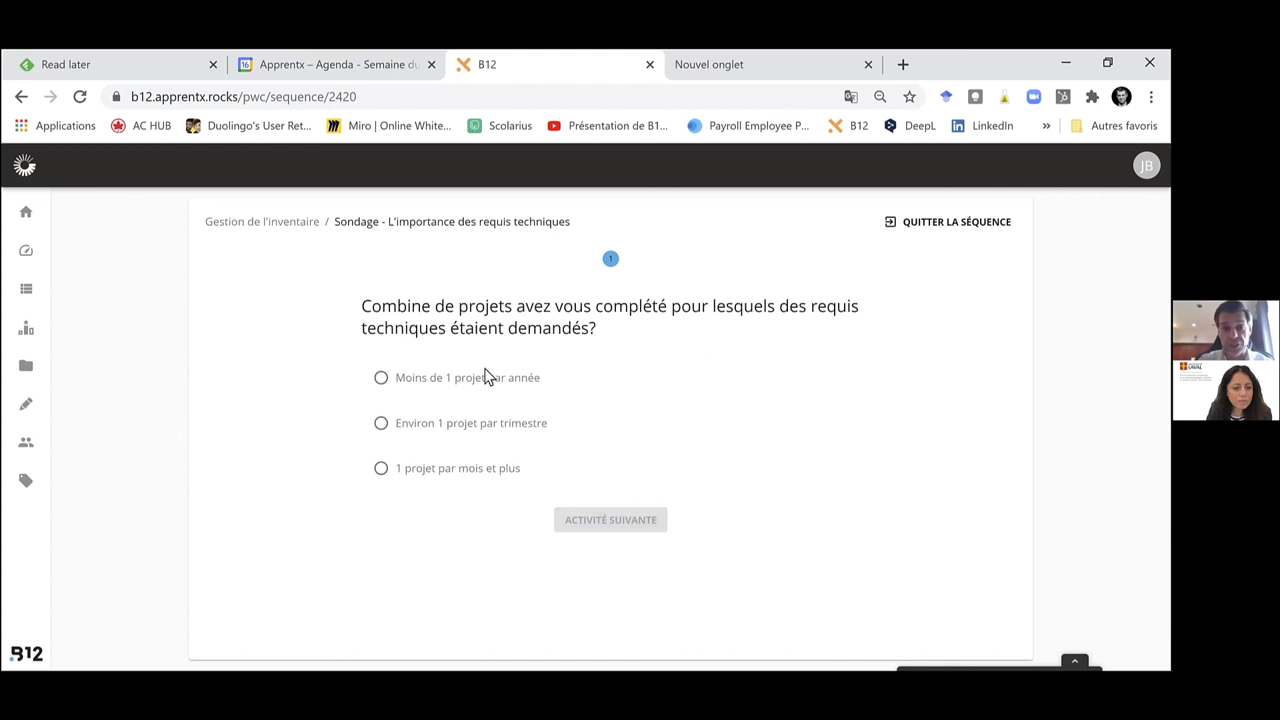 Read later
Apprentx – Agenda - Semaine du
B12
Nouvel onglet
b12.apprentx.rocks/pwc/sequence/2420
Applications
AC HUB
Duolingo's User Ret...
Miro | Online White...
Scolarius
Présentation de B1...
Payroll Employee P...
B12
DeepL
LinkedIn
»
Autres favoris
JB
Gestion de l'inventaire / Sondage - L'importance des requis techniques
QUITTER LA SÉQUENCE
1
Combine de projets avez vous complété pour lesquels des requis
techniques étaient demandés?
Moins de 1 projet par année
Environ 1 projet par trimestre
1 projet par mois et plus
ACTIVITÉ SUIVANTE
.B12
LAVAL